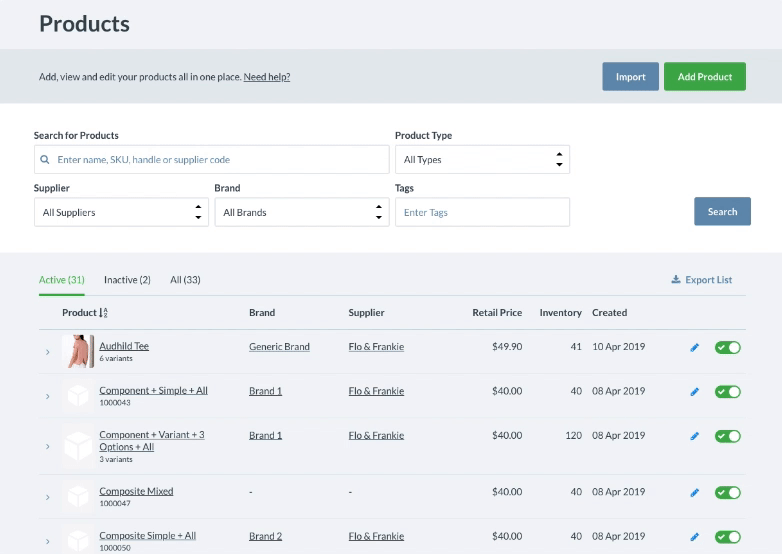 Products
Add, view and edit your products all in one place. Need help?
Import
Add Product
Search for Products
Product Type
Enter name, SKU, handle or supplier code
All Types
Supplier
Brand
Tags
All Suppliers
All Brands
Enter Tags
Search
Active (31)
Inactive (2)
All (33)
Export List
Product AZ Brand Supplier Retail Price Inventory Created
Audhild Tee Generic Brand Flo & Frankie $49.90 41 10 Apr 2019
6 variants
Component + Simple + All Brand 1 Flo & Frankie $40.00 40 08 Apr 2019
1000043
Component + Variant + 3 Brand 1 Flo & Frankie $40.00 120 08 Apr 2019
Options + All
3 variants
Composite Mixed - - $40.00 40 08 Apr 2019
1000047
Composite Simple + All Brand 2 Flo & Frankie $40.00 40 08 Apr 2019
1000050